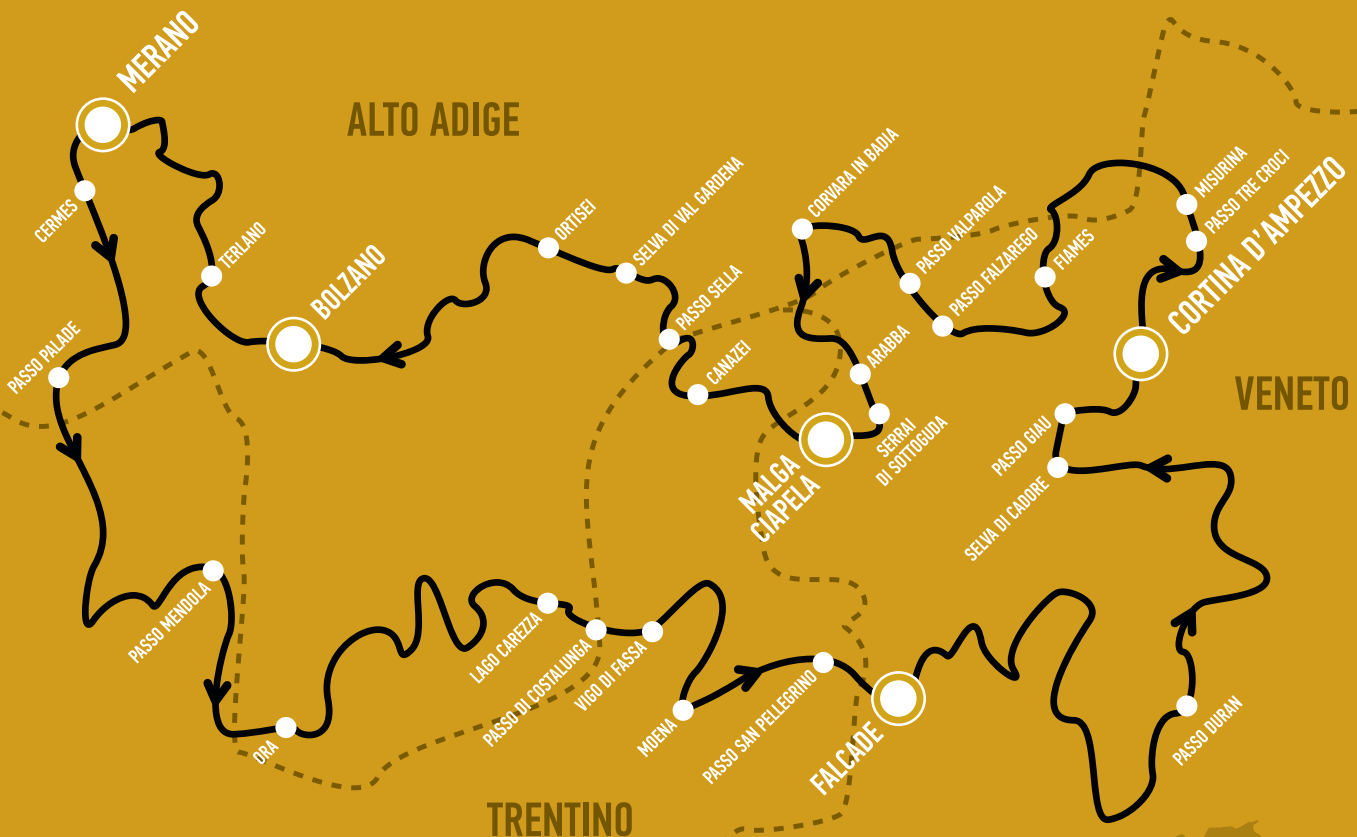 MERANO
ALTO ADIGE
CERMES
TERLANO
BOLZANO
ORTISEI
SELVA DI VAL GARDENA
PASSO SELLA
CANAZEI
CORVARA IN BADIA
PASSO VALPAROLA
PASSO FALZAREGO
FIAMES
MISURINA
PASSO TRE CROCI
CORTINA D'AMPEZZO
PASSO PALADE
ARABBA
VENETO
SERRAI
DI SOTTOGUDA
MALGA
CIAPELA
PASSO GIAU
SELVA DI CADORE
PASSO MENDOLA
LAGO CAREZZA
PASSO DI COSTALUNGA
VIGO DI FASSA
ORA
MOENA
PASSO SAN PELLEGRINO
FALCADE
PASSO DURAN
TRENTINO